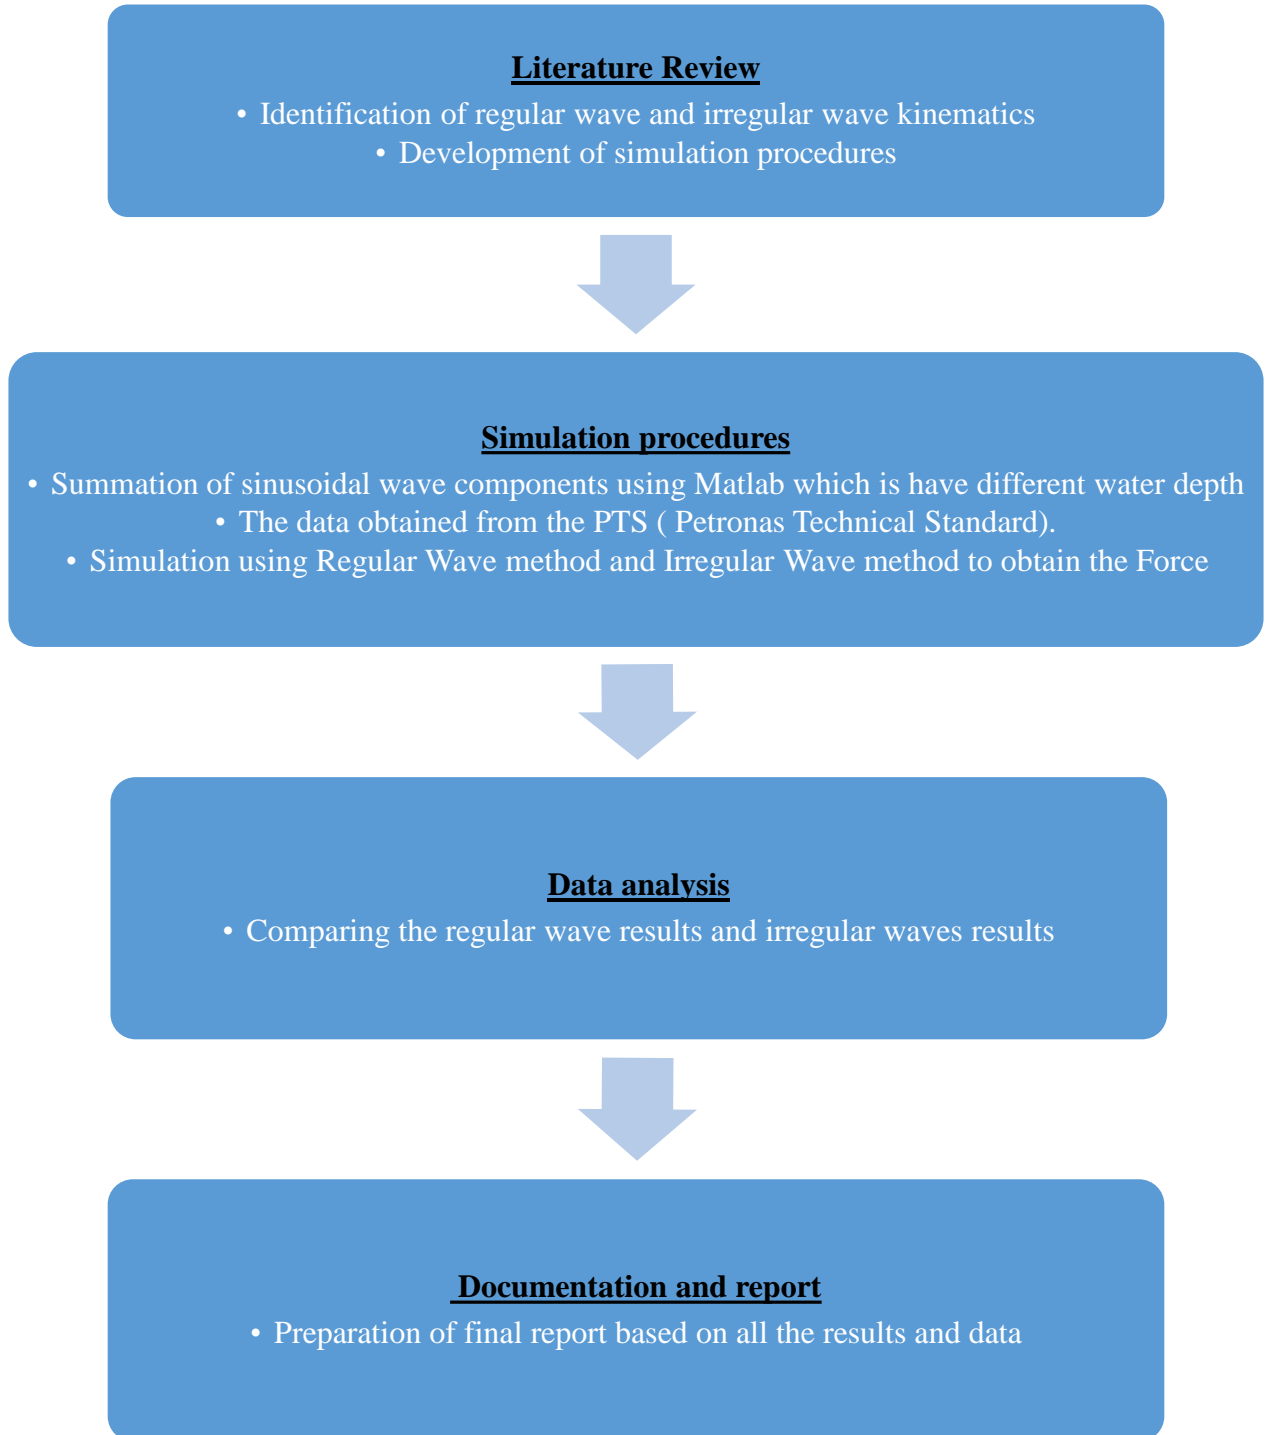 Literature Review
• Identification of regular wave and irregular wave kinematics
• Development of simulation procedures
Simulation procedures
• Summation of sinusoidal wave components using Matlab which is have different water depth
• The data obtained from the PTS ( Petronas Technical Standard).
• Simulation using Regular Wave method and Irregular Wave method to obtain the Force
Data analysis
• Comparing the regular wave results and irregular waves results
Documentation and report
• Preparation of final report based on all the results and data